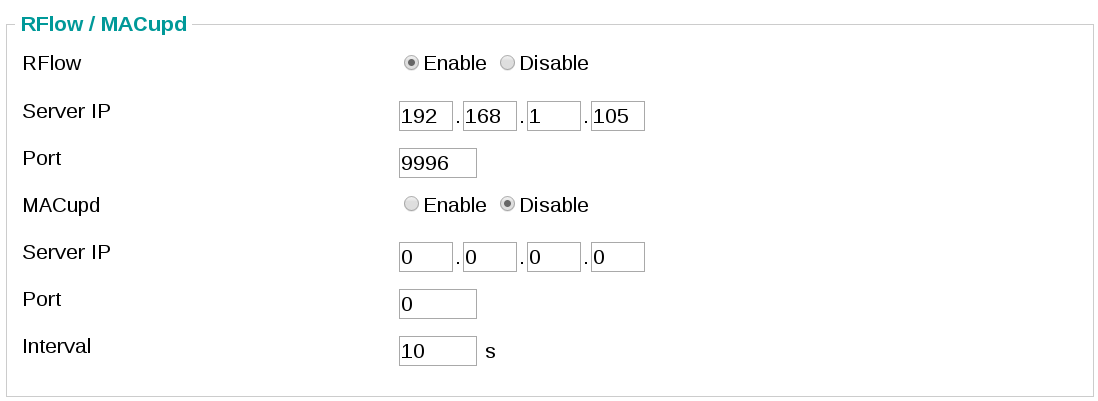 RFlow / MACupd
RFlow Enable Disable
Server IP 192 . 168 . 1 . 105
Port 9996
MACupd Enable Disable
Server IP 0 . 0 . 0 . 0
Port 0
Interval 10 s